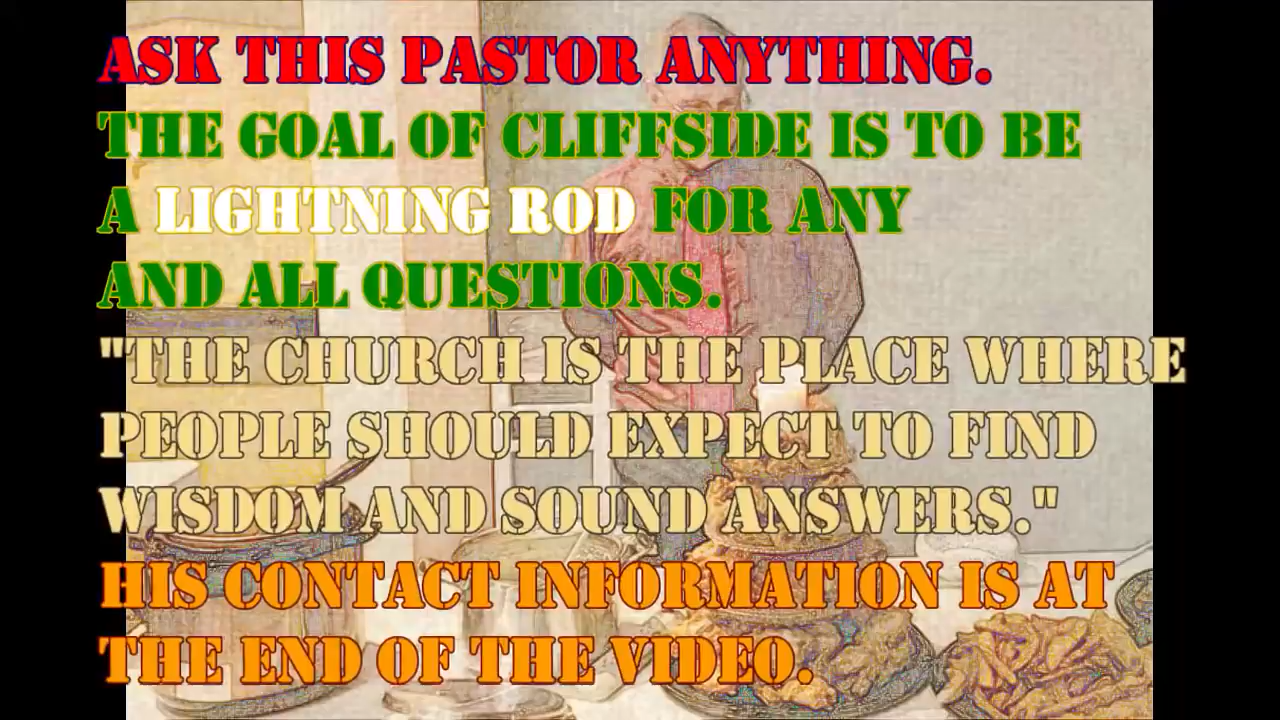 ASK THIS PASTOR ANYTHING.
THE GOAL OF CLIFFSIDE IS TO BE
A LIGHTNING ROD FOR ANY
AND ALL QUESTIONS.
"THE CHURCH IS THE PLACE WHERE
PEOPLE SHOULD EXPECT TO FIND
WISDOM AND SOUND ANSWERS."
HIS CONTACT INFORMATION IS AT
THE END OF THE VIDEO.